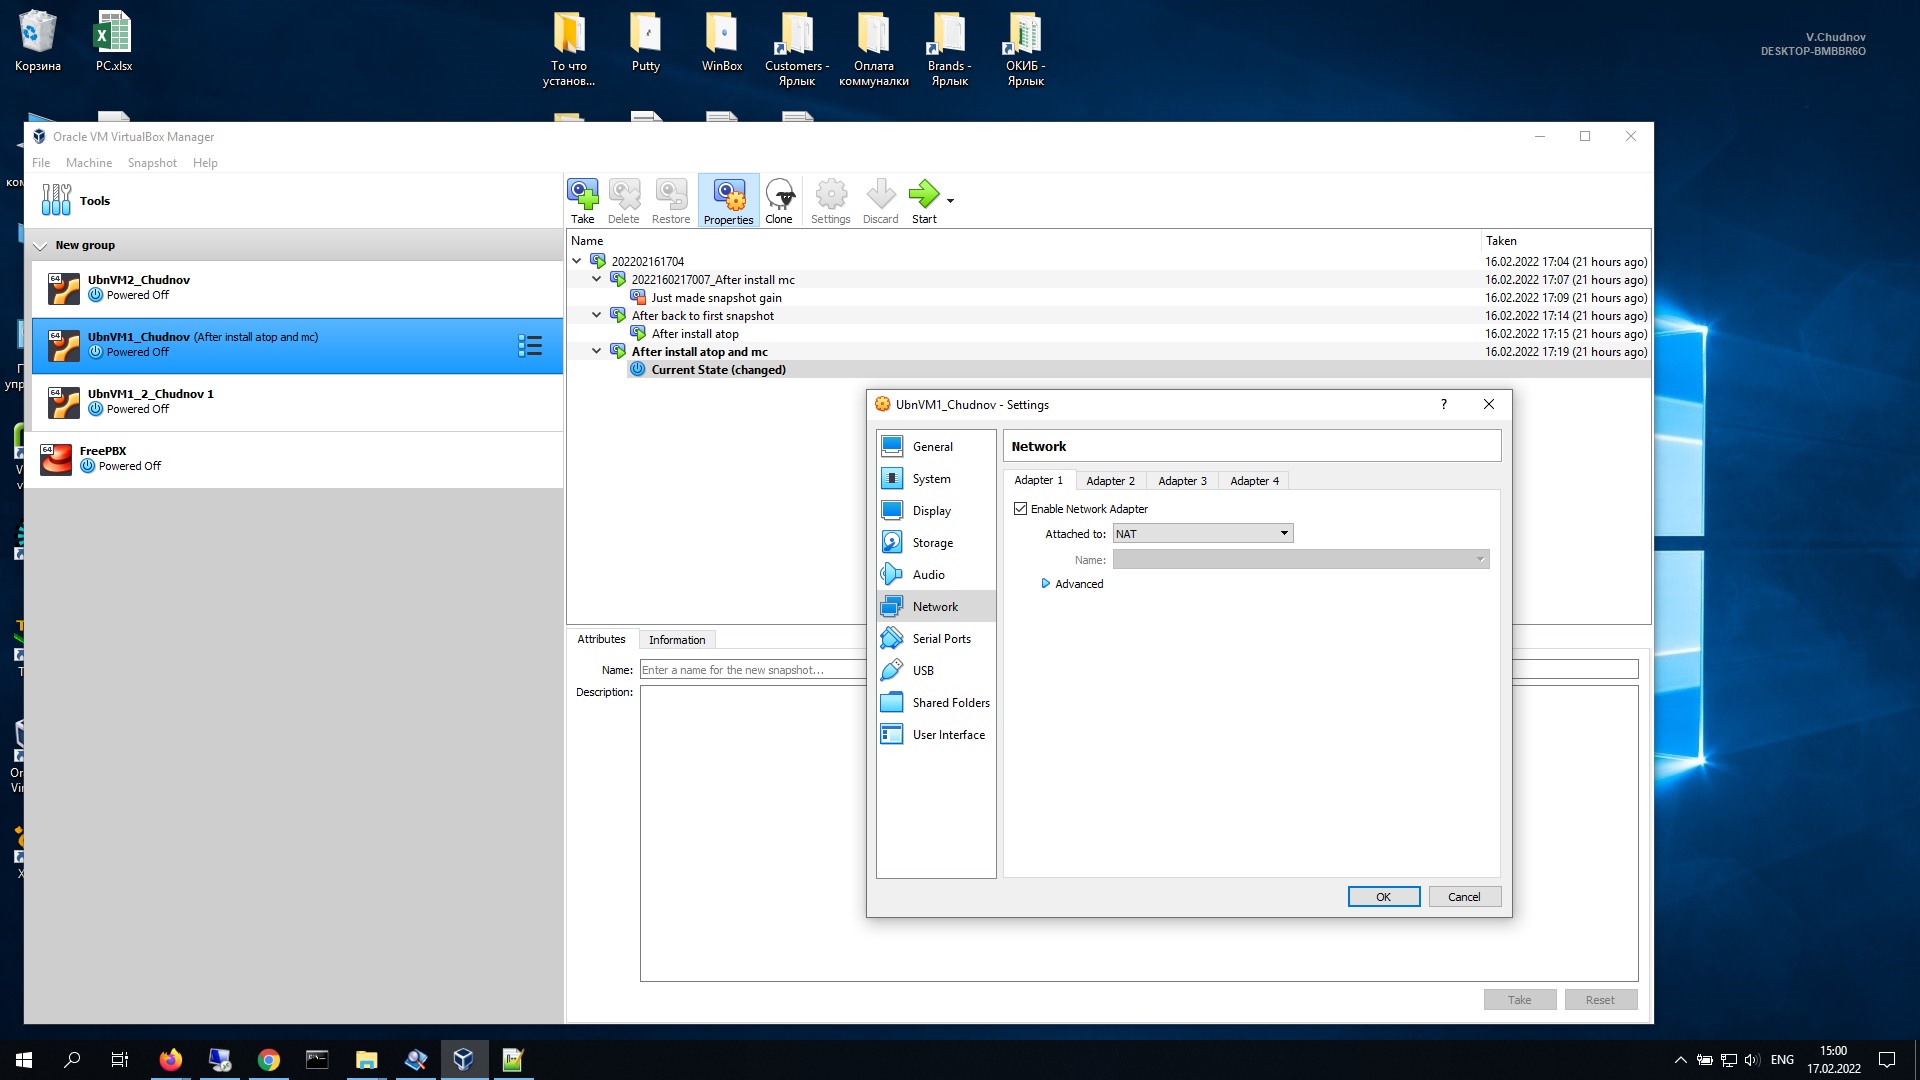 Корзина
PC.xlsx
То что установ...
Putty
WinBox
Customers - Ярлык
Оплата коммуналки
Brands - Ярлык
ОКИБ - Ярлык
V.Chudnov
DESKTOP-BMBBR6O
Oracle VM VirtualBox Manager
File Machine Snapshot Help
Tools
Take Delete Restore Properties Clone Settings Discard Start
New group
UbnVM2_Chudnov
Powered Off
UbnVM1_Chudnov (After install atop and mc)
Powered Off
UbnVM1_2_Chudnov 1
Powered Off
FreePBX
Powered Off
Name Taken
202202161704 16.02.2022 17:04 (21 hours ago)
2022160217007_After install mc 16.02.2022 17:07 (21 hours ago)
Just made snapshot gain 16.02.2022 17:09 (21 hours ago)
After back to first snapshot 16.02.2022 17:14 (21 hours ago)
After install atop 16.02.2022 17:15 (21 hours ago)
After install atop and mc 16.02.2022 17:19 (21 hours ago)
Current State (changed)
Attributes Information
Name: Enter a name for the new snapshot...
Description:
Take Reset
UbnVM1_Chudnov - Settings ?
General
System
Display
Storage
Audio
Network
Serial Ports
USB
Shared Folders
User Interface
Network
Adapter 1 Adapter 2 Adapter 3 Adapter 4
Enable Network Adapter
Attached to: NAT
Name:
Advanced
OK Cancel
ENG
15:00
17.02.2022